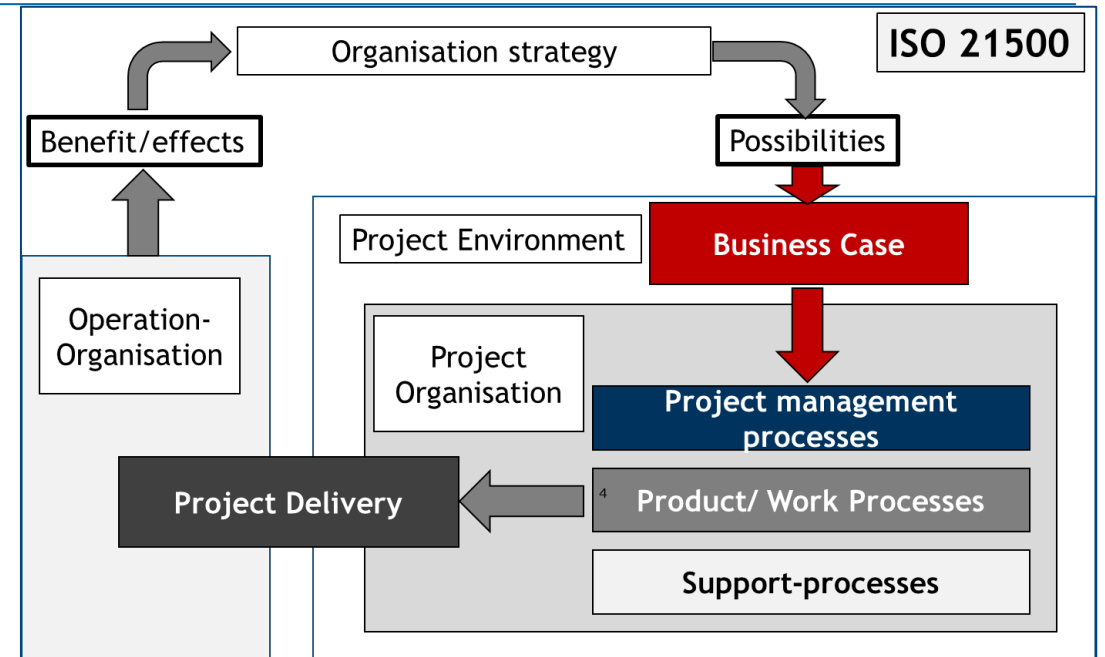 ISO 21500
Organisation strategy
Benefit/effects
Possibilities
Project Environment
Business Case
Operation-
Organisation
Project
Organisation
Project management
processes
Project Delivery
4
Product/ Work Processes
Support-processes